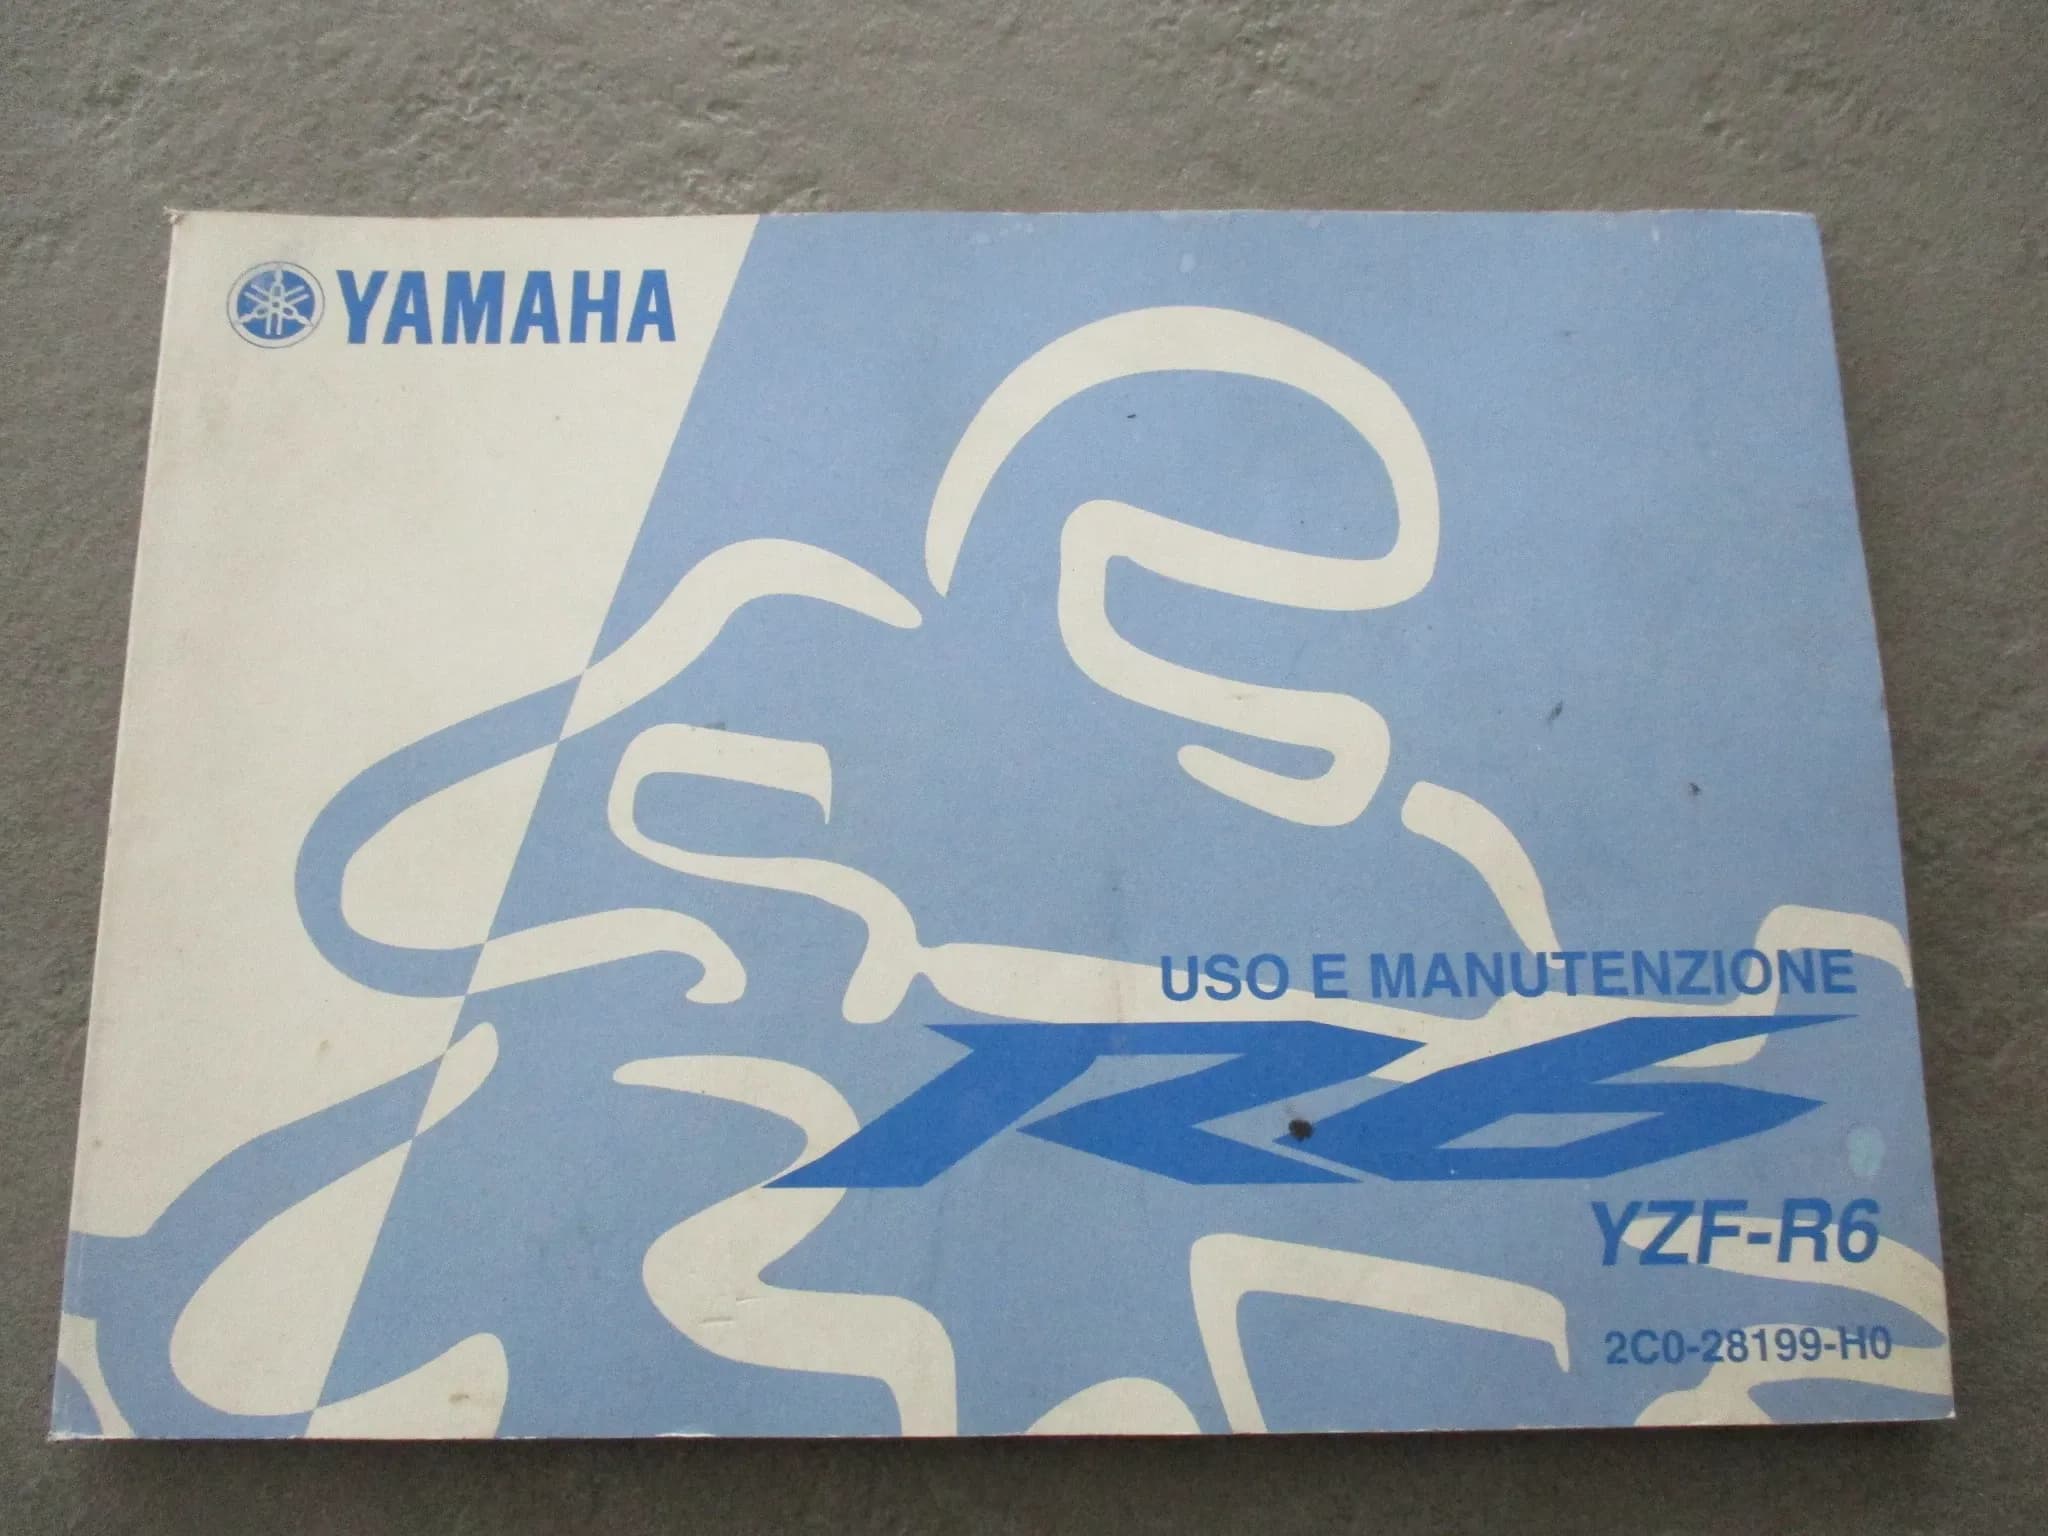 YAMAHA
USO E MANUTENZIONE
R6
YZF-R6
2C0-28199-H0